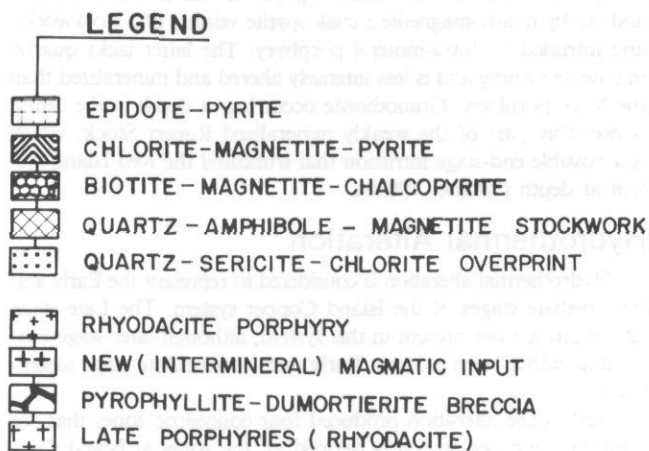 LEGEND
EPIDOTE-PYRITE
CHLORITE-MAGNETITE-PYRITE
BIOTITE-MAGNETITE-CHALCOPYRITE
QUARTZ-AMPHIBOLE - MAGNETITE STOCKWORK
QUARTZ-SERICITE-CHLORITE OVERPRINT
RHYODACITE PORPHYRY
NEW (INTERMINERAL) MAGMATIC INPUT
PYROPHYLLITE-DUMORTIERITE BRECCIA
LATE PORPHYRIES (RHYODACITE)